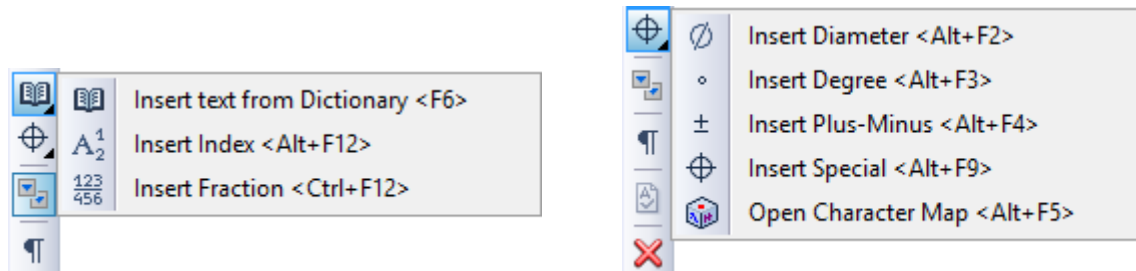 Insert text from Dictionary <F6>
Insert Index <Alt+F12>
Insert Fraction <Ctrl+F12>
Insert Diameter <Alt+F2>
Insert Degree <Alt+F3>
Insert Plus-Minus <Alt+F4>
Insert Special <Alt+F9>
Open Character Map <Alt+F5>